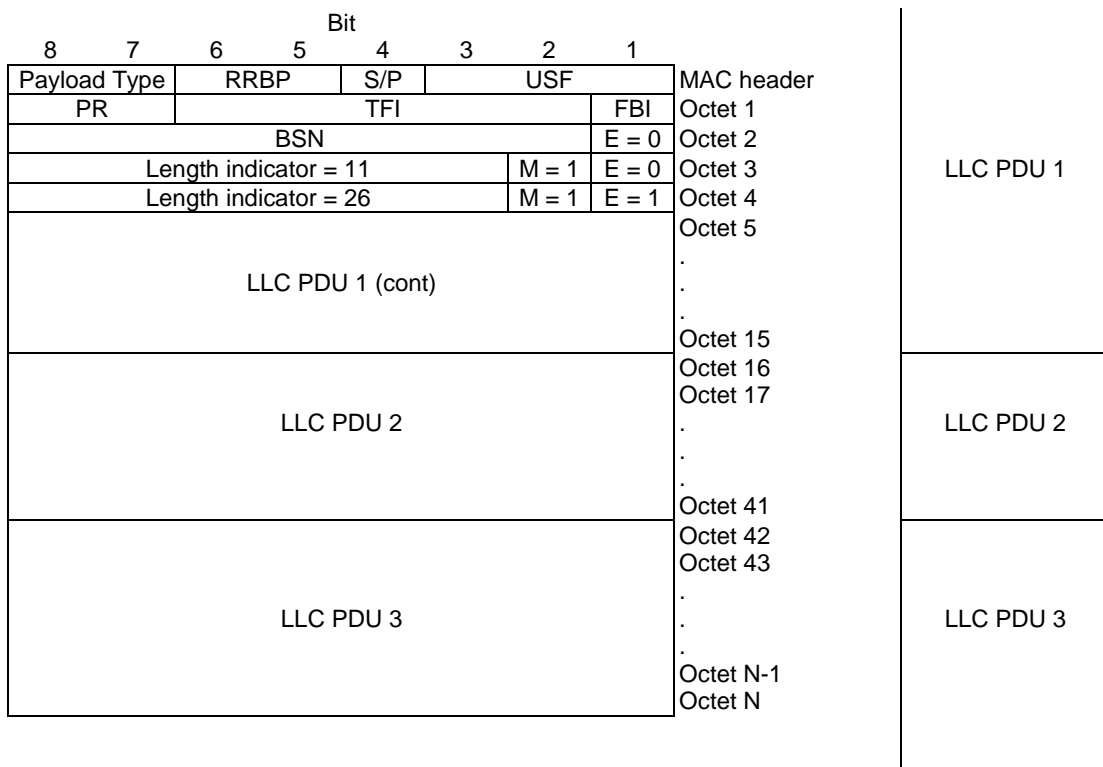 Bit
8 7 6 5 4 3 2 1
Payload Type RRBP S/P USF MAC header
PR TFI FBI Octet 1
BSN E = 0 Octet 2
Length indicator = 11 M = 1 E = 0 Octet 3 LLC PDU 1
Length indicator = 26 M = 1 E = 1 Octet 4
Octet 5
.
LLC PDU 1 (cont) .
.
Octet 15
Octet 16
Octet 17
LLC PDU 2 . LLC PDU 2
.
.
Octet 41
Octet 42
Octet 43
.
LLC PDU 3 . LLC PDU 3
.
Octet N-1
Octet N